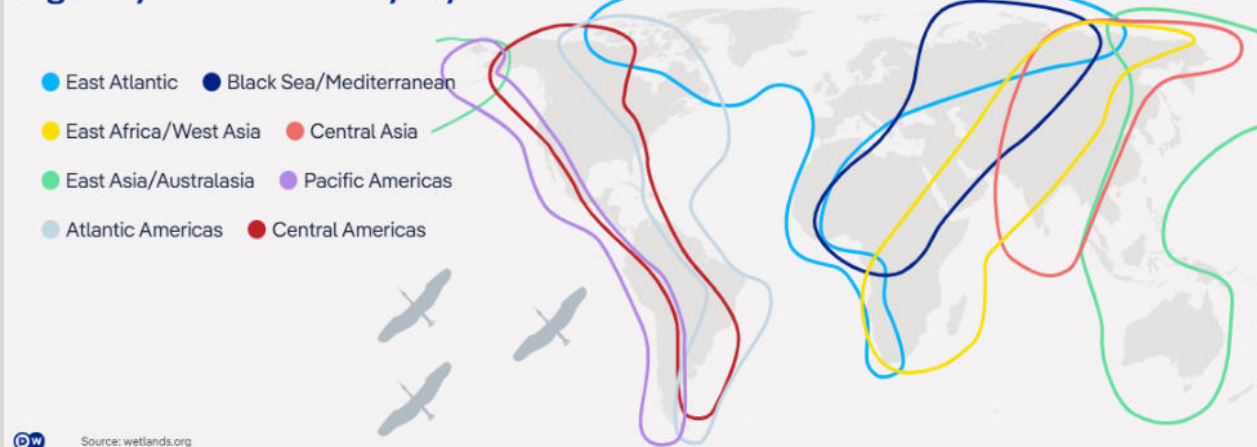 East Atlantic Black Sea/Mediterranean
East Africa/West Asia Central Asia
East Asia/Australasia Pacific Americas
Atlantic Americas Central Americas
DW Source: wetlands.org